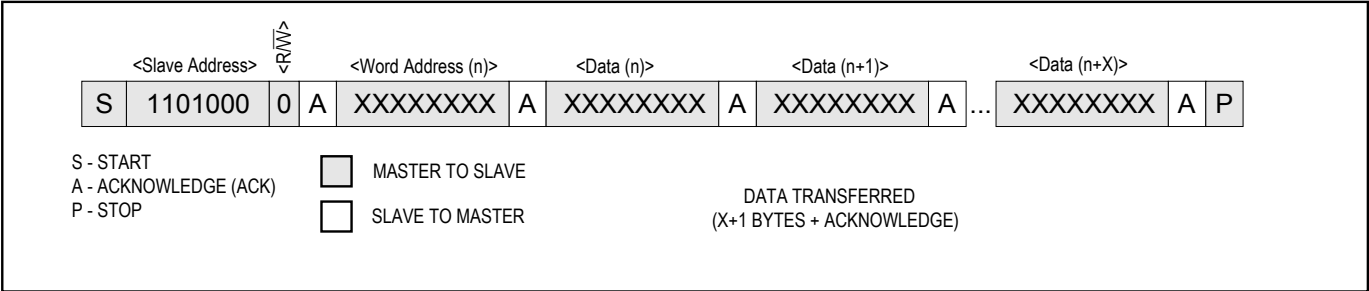 <R/W>
<Slave Address> <Word Address (n)> <Data (n)> <Data (n+1)> <Data (n+X)>
S 1101000 0 A XXXXXXXX A XXXXXXXX A XXXXXXXX A ... XXXXXXXX A P
S - START
A - ACKNOWLEDGE (ACK)
P - STOP
MASTER TO SLAVE
SLAVE TO MASTER
DATA TRANSFERRED
(X+1 BYTES + ACKNOWLEDGE)